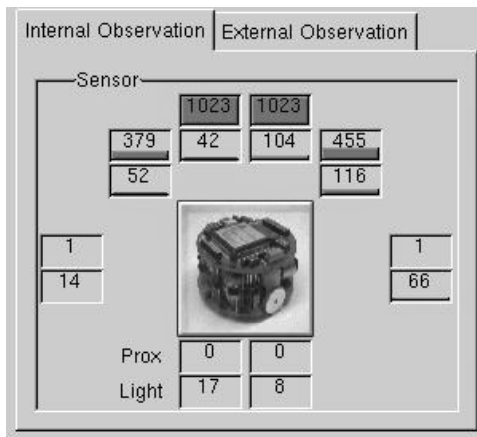 Internal Observation External Observation
Sensor
1023 1023
379 42 104 455
52 116
1 1
14 66
Prox 0 0
Light 17 8